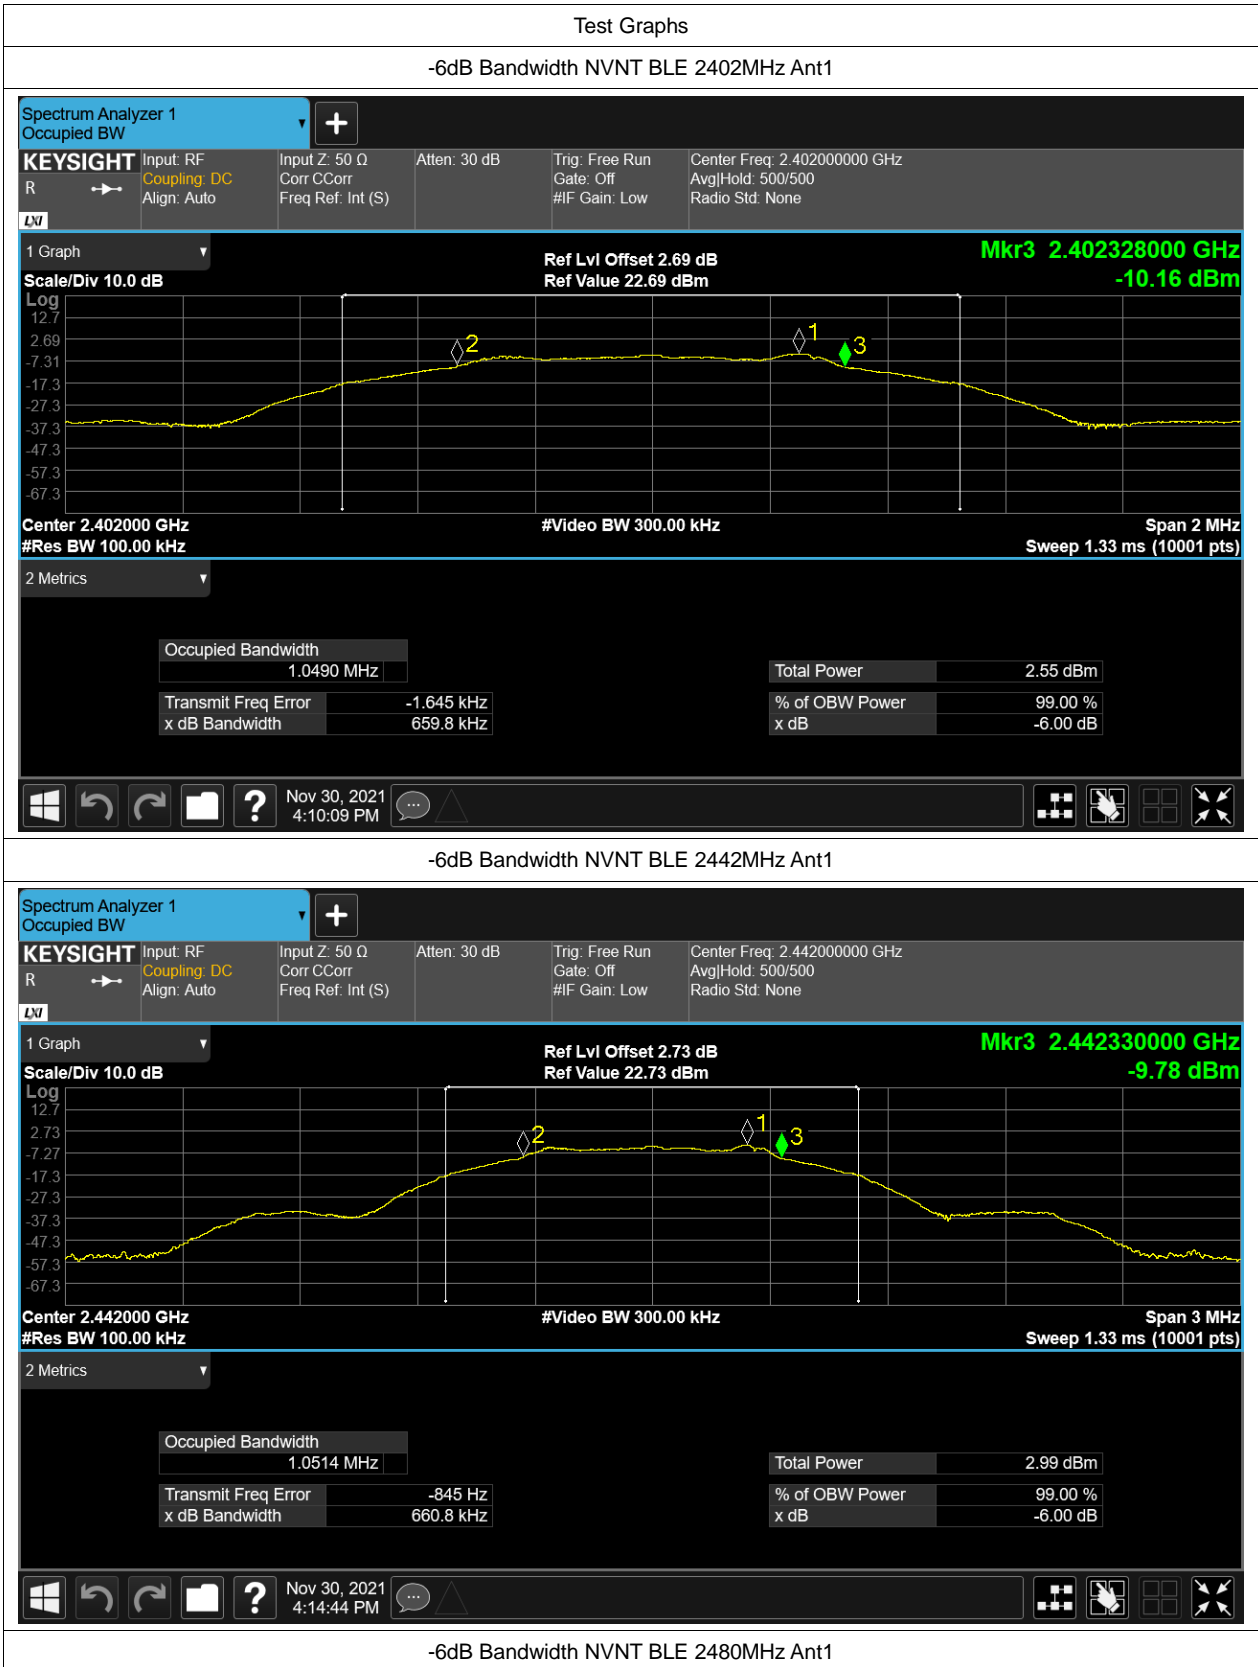 Test Graphs
-6dB Bandwidth NVNT BLE 2402MHz Ant1
Spectrum Analyzer 1
Occupied BW
KEYSIGHT
R
LXI
Input: RF
Coupling: DC
Align: Auto
Input Z: 50 Ω
Corr CCorr
Freq Ref: Int (S)
Atten: 30 dB
Trig: Free Run
Gate: Off
#IF Gain: Low
Center Freq: 2.402000000 GHz
Avg|Hold: 500/500
Radio Std: None
1 Graph
Scale/Div 10.0 dB
Ref Lvl Offset 2.69 dB
Ref Value 22.69 dBm
Mkr3 2.402328000 GHz
-10.16 dBm
Log
12.7
2.69
-7.31
-17.3
-27.3
-37.3
-47.3
-57.3
-67.3
2
1
3
Center 2.402000 GHz
#Res BW 100.00 kHz
#Video BW 300.00 kHz
Span 2 MHz
Sweep 1.33 ms (10001 pts)
2 Metrics
Occupied Bandwidth
1.0490 MHz
Transmit Freq Error -1.645 kHz
x dB Bandwidth 659.8 kHz
Total Power 2.55 dBm
% of OBW Power 99.00 %
x dB -6.00 dB
?
Nov 30, 2021
4:10:09 PM
-6dB Bandwidth NVNT BLE 2442MHz Ant1
Spectrum Analyzer 1
Occupied BW
KEYSIGHT
R
LXI
Input: RF
Coupling: DC
Align: Auto
Input Z: 50 Ω
Corr CCorr
Freq Ref: Int (S)
Atten: 30 dB
Trig: Free Run
Gate: Off
#IF Gain: Low
Center Freq: 2.442000000 GHz
Avg|Hold: 500/500
Radio Std: None
1 Graph
Scale/Div 10.0 dB
Ref Lvl Offset 2.73 dB
Ref Value 22.73 dBm
Mkr3 2.442330000 GHz
-9.78 dBm
Log
12.7
2.73
-7.27
-17.3
-27.3
-37.3
-47.3
-57.3
-67.3
2
1
3
Center 2.442000 GHz
#Res BW 100.00 kHz
#Video BW 300.00 kHz
Span 3 MHz
Sweep 1.33 ms (10001 pts)
2 Metrics
Occupied Bandwidth
1.0514 MHz
Transmit Freq Error -845 Hz
x dB Bandwidth 660.8 kHz
Total Power 2.99 dBm
% of OBW Power 99.00 %
x dB -6.00 dB
?
Nov 30, 2021
4:14:44 PM
-6dB Bandwidth NVNT BLE 2480MHz Ant1